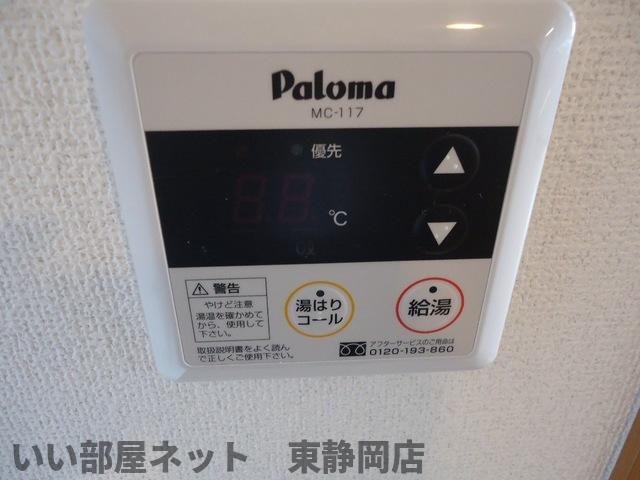 Paloma
MC-117
優先
88
℃
警告
やけど注意
湯温を確かめて
から、使用して
下さい。
取扱説明書をよく読ん
で正しくご使用下さい。
湯はり
コール
給湯
アフターサービスのご用命は
0120-193-860
いい部屋ネット 東静岡店